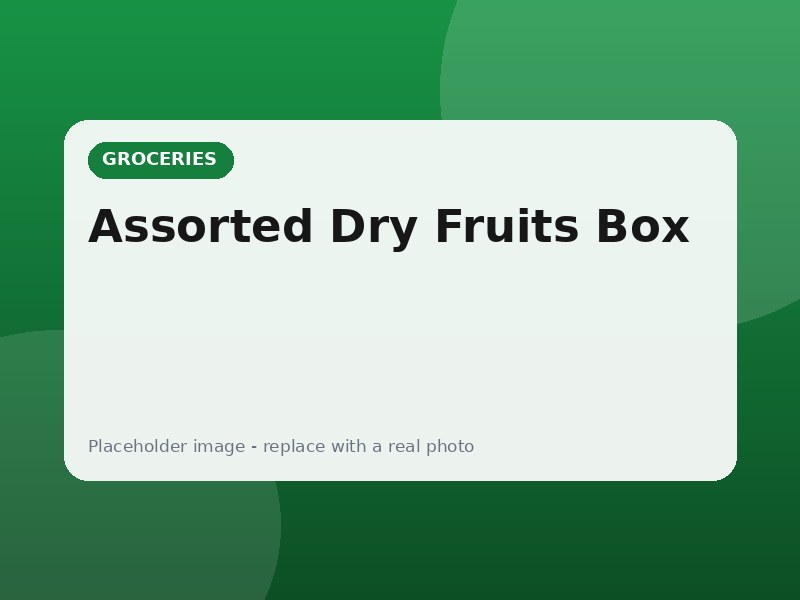 GROCERIES
Assorted Dry Fruits Box
Placeholder image - replace with a real photo